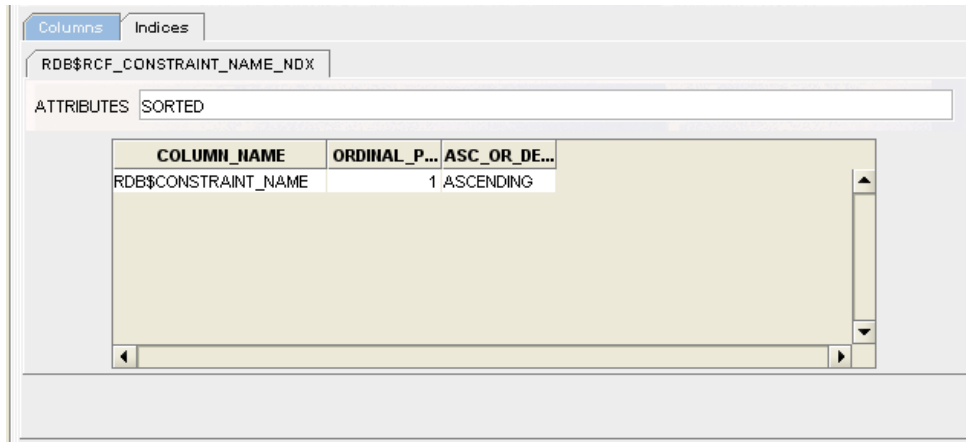 Columns Indices
RDB$RCF_CONSTRAINT_NAME_NDX
ATTRIBUTES SORTED
COLUMN_NAME ORDINAL_P... ASC_OR_DE...
RDB$CONSTRAINT_NAME 1 ASCENDING